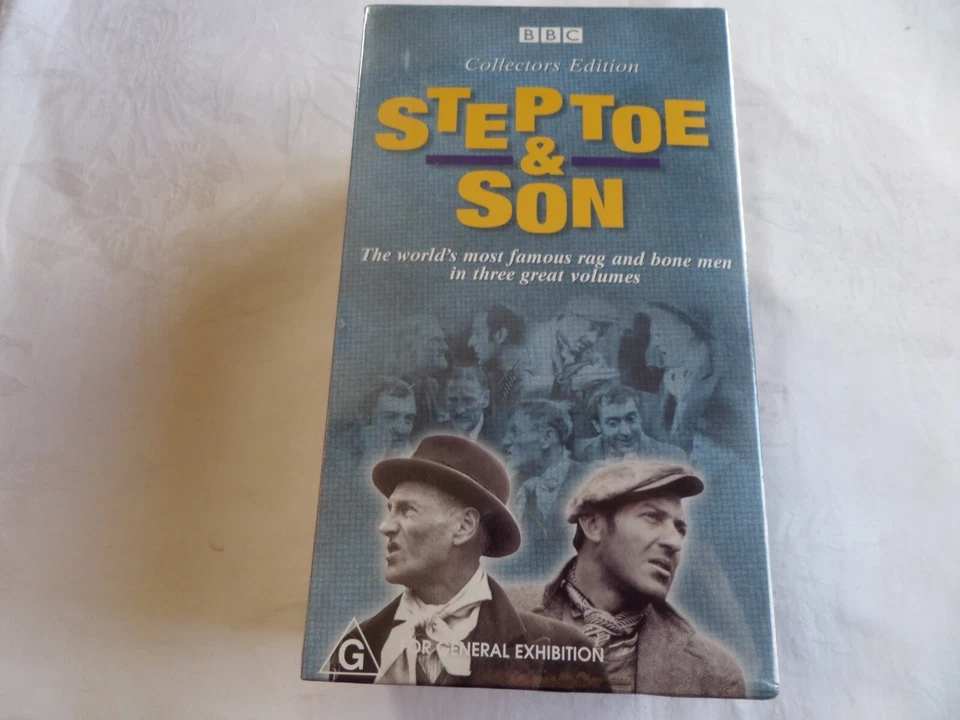 BBC
Collectors Edition
STEPTOE
&
SON
The world's most famous rag and bone men
in three great volumes
G FOR GENERAL EXHIBITION